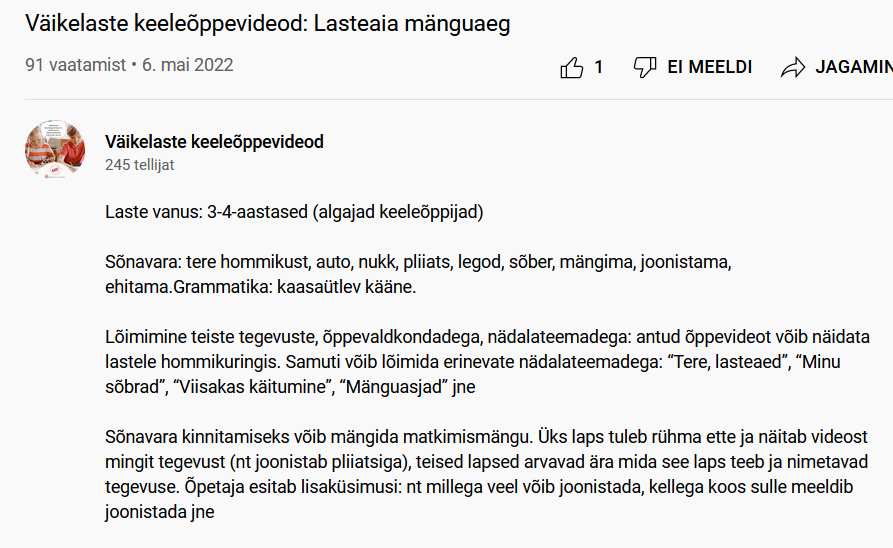 Väikelaste keeleõppevideod: Lasteaia mänguaeg
91 vaatamist • 6. mai 2022
1 EI MEELDI JAGAMIN
Väikelaste keeleõppevideod
245 tellijat
Laste vanus: 3-4-aastased (algajad keeleõppijad)
Sõnavara: tere hommikust, auto, nukk, pliiats, legod, sõber, mängima, joonistama,
ehitama.Grammatika: kaasaütlev kääne.
Lõimimine teiste tegevuste, õppevaldkondadega, nädalateemadega: antud õppevideot võib näidata
lastele hommikuringis. Samuti võib lõimida erinevate nädalateemadega: “Tere, lasteaed”, “Minu
sõbrad”, “Viisakas käitumine”, “Mänguasjad” jne
Sõnavara kinnitamiseks võib mängida matkimismängu. Üks laps tuleb rühma ette ja näitab videost
mingit tegevust (nt joonistab pliiatsiga), teised lapsed arvavad ära mida see laps teeb ja nimetavad
tegevuse. Õpetaja esitab lisaküsimusi: nt millega veel võib joonistada, kellega koos sulle meeldib
joonistada jne